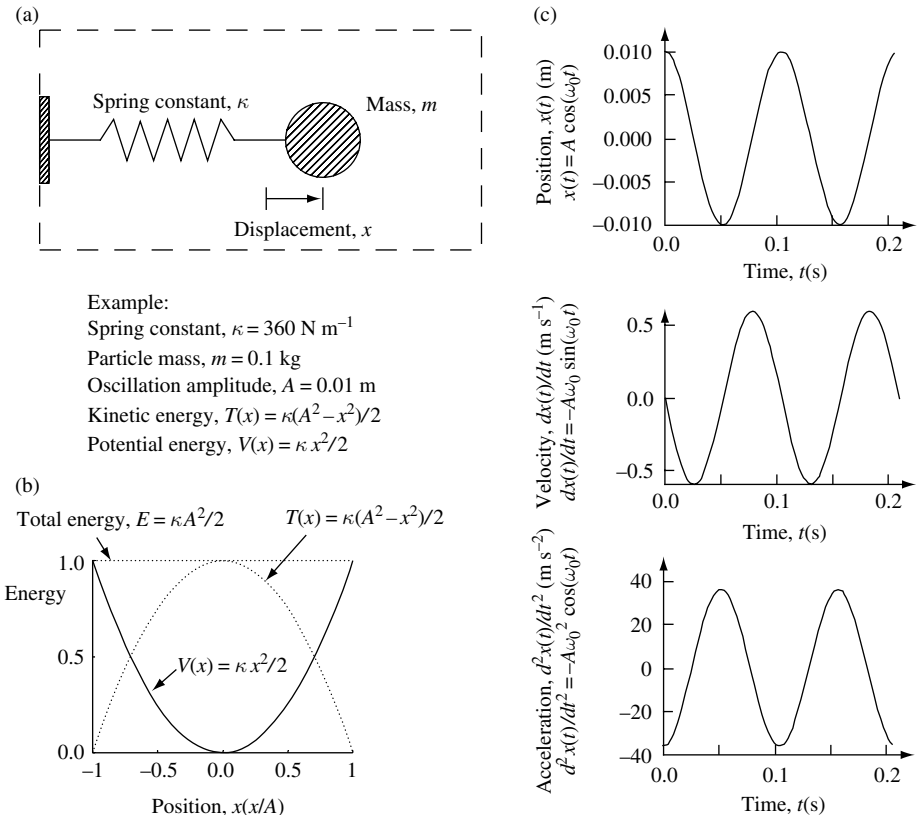 (a)
Spring constant, κ
Mass, m
Displacement, x
Example:
Spring constant, κ = 360 N m⁻¹
Particle mass, m = 0.1 kg
Oscillation amplitude, A = 0.01 m
Kinetic energy, T(x) = κ(A² – x²)/2
Potential energy, V(x) = κ x²/2
(b)
Total energy, E = κA²/2
T(x) = κ(A² – x²)/2
1.0
Energy
0.5
V(x) = κ x²/2
0.0
–1 –0.5 0.0 0.5 1
Position, x(x/A)
(c)
Position, x(t) (m)
x(t) = A cos(ω₀t)
0.010
0.005
0.000
–0.005
–0.010
0.0 0.1 0.2
Time, t(s)
Velocity, dx(t)/dt (m s⁻¹)
dx(t)/dt = –Aω₀ sin(ω₀t)
0.5
0.0
–0.5
0.0 0.1 0.2
Time, t(s)
Acceleration, d²x(t)/dt² (m s⁻²)
d²x(t)/dt² = –Aω₀² cos(ω₀t)
40
20
0
–20
–40
0.0 0.1 0.2
Time, t(s)